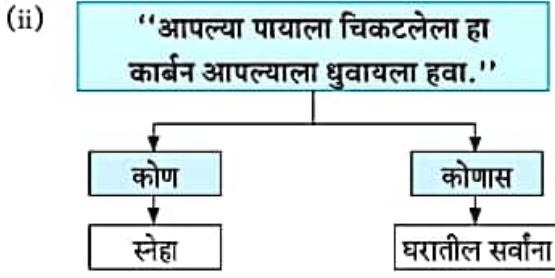 (ii)
“आपल्या पायाला चिकटलेला हा
कार्बन आपल्याला धुवायला हवा.”
कोण
कोणास
स्नेहा
घरातील सर्वांना